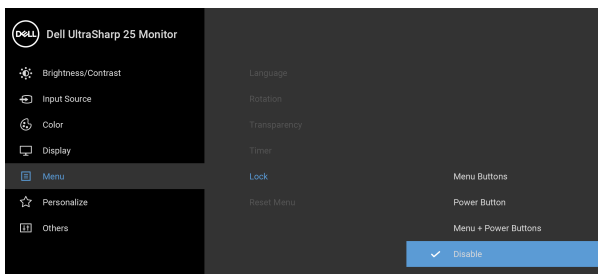 DELL Dell UltraSharp 25 Monitor
Brightness/Contrast
Input Source
Color
Display
Menu
Personalize
Others
Language
Rotation
Transparency
Timer
Lock
Reset Menu
Menu Buttons
Power Button
Menu + Power Buttons
Disable